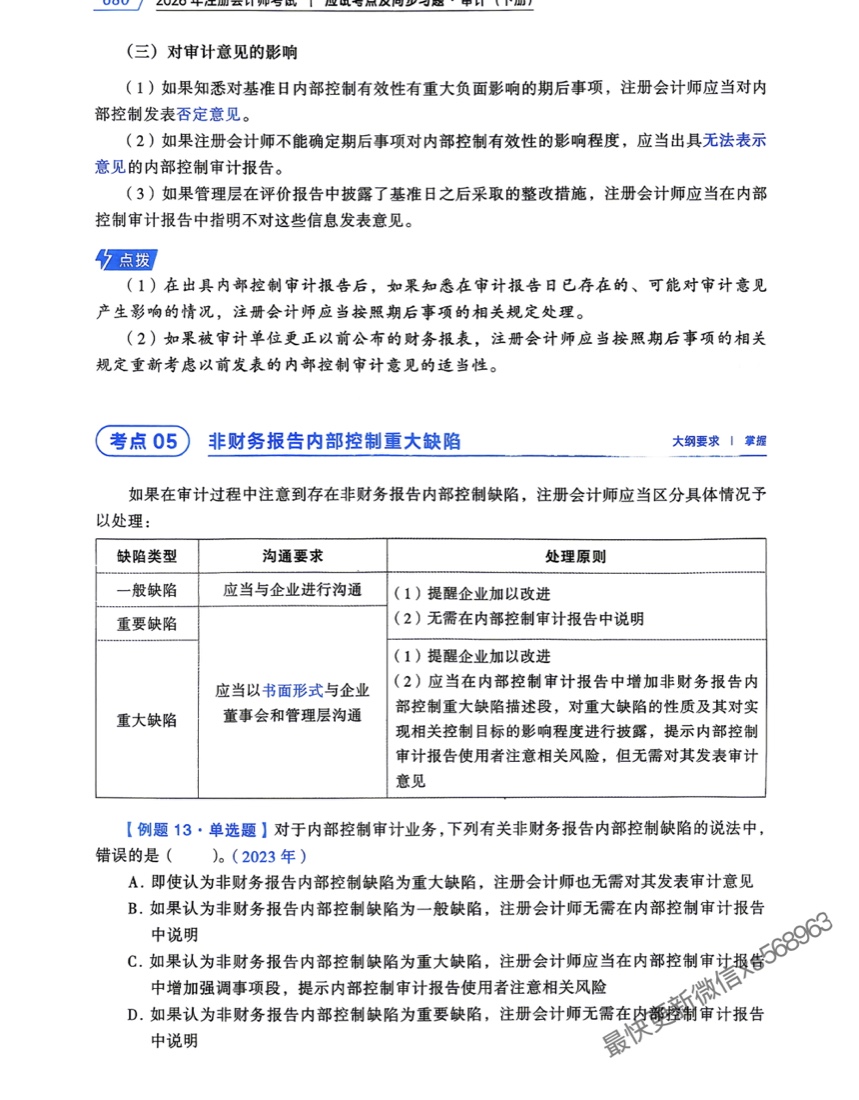 680 2026年注册会计师考试 | 应试考点及同步习题·审计（下册）
（三）对审计意见的影响
（1）如果知悉对基准日内部控制有效性有重大负面影响的期后事项，注册会计师应当对内
部控制发表否定意见。
（2）如果注册会计师不能确定期后事项对内部控制有效性的影响程度，应当出具无法表示
意见的内部控制审计报告。
（3）如果管理层在评价报告中披露了基准日之后采取的整改措施，注册会计师应当在内部
控制审计报告中指明不对这些信息发表意见。
点拨
（1）在出具内部控制审计报告后，如果知悉在审计报告日已存在的、可能对审计意见
产生影响的情况，注册会计师应当按照期后事项的相关规定处理。
（2）如果被审计单位更正以前公布的财务报表，注册会计师应当按照期后事项的相关
规定重新考虑以前发表的内部控制审计意见的适当性。
考点 05 非财务报告内部控制重大缺陷 大纲要求 | 掌握
如果在审计过程中注意到存在非财务报告内部控制缺陷，注册会计师应当区分具体情况予
以处理：
缺陷类型 沟通要求 处理原则
一般缺陷 应当与企业进行沟通
（1）提醒企业加以改进
（2）无需在内部控制审计报告中说明
重要缺陷
应当以书面形式与企业
董事会和管理层沟通
重大缺陷
（1）提醒企业加以改进
（2）应当在内部控制审计报告中增加非财务报告内
部控制重大缺陷描述段，对重大缺陷的性质及其对实
现相关控制目标的影响程度进行披露，提示内部控制
审计报告使用者注意相关风险，但无需对其发表审计
意见
【例题 13·单选题】对于内部控制审计业务，下列有关非财务报告内部控制缺陷的说法中，
错误的是（ ）。（2023 年）
A. 即使认为非财务报告内部控制缺陷为重大缺陷，注册会计师也无需对其发表审计意见
B. 如果认为非财务报告内部控制缺陷为一般缺陷，注册会计师无需在内部控制审计报告
中说明
C. 如果认为非财务报告内部控制缺陷为重大缺陷，注册会计师应当在内部控制审计报告
中增加强调事项段，提示内部控制审计报告使用者注意相关风险
D. 如果认为非财务报告内部控制缺陷为重要缺陷，注册会计师无需在内部控制审计报告
中说明